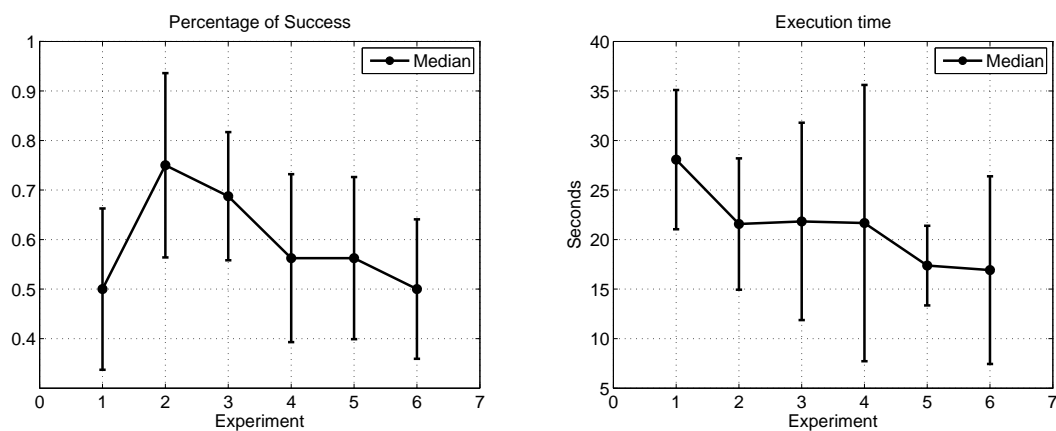 Percentage of Success
1
0.9
0.8
0.7
0.6
0.5
0.4
0 1 2 3 4 5 6 7
Experiment
Median
Execution time
40
35
30
25
20
15
10
5
0 1 2 3 4 5 6 7
Seconds
Experiment
Median